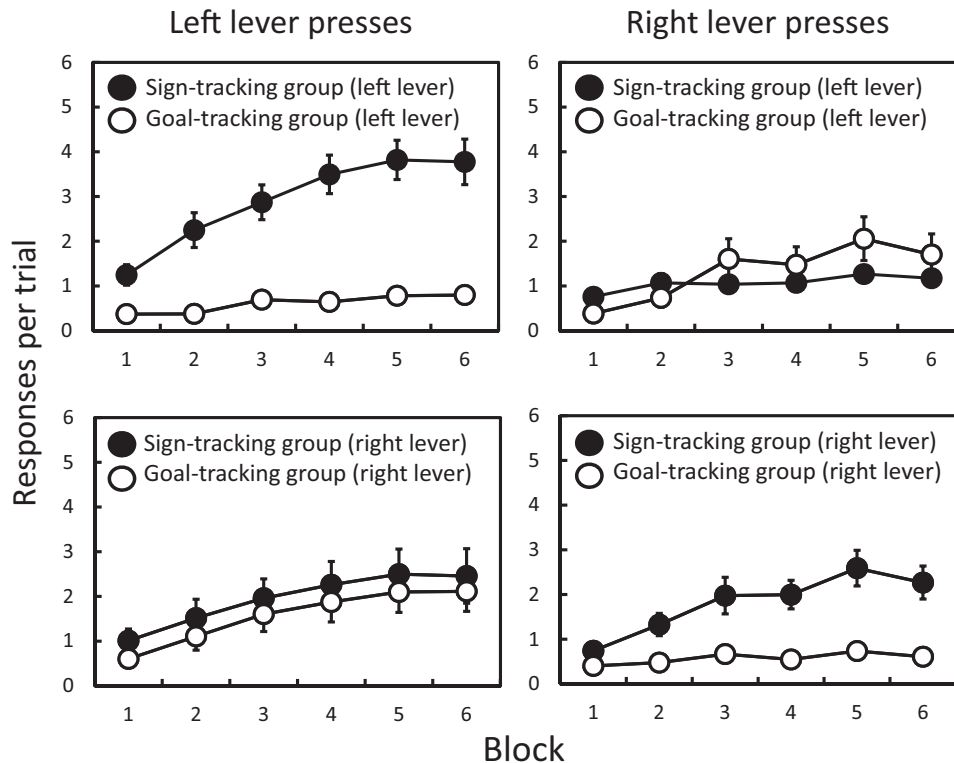 Left lever presses
Right lever presses
Responses per trial
6
5
4
3
2
1
0
Sign-tracking group (left lever)
Goal-tracking group (left lever)
1 2 3 4 5 6
6
5
4
3
2
1
0
Sign-tracking group (left lever)
Goal-tracking group (left lever)
1 2 3 4 5 6
6
5
4
3
2
1
0
Sign-tracking group (right lever)
Goal-tracking group (right lever)
1 2 3 4 5 6
6
5
4
3
2
1
0
Sign-tracking group (right lever)
Goal-tracking group (right lever)
1 2 3 4 5 6
Block